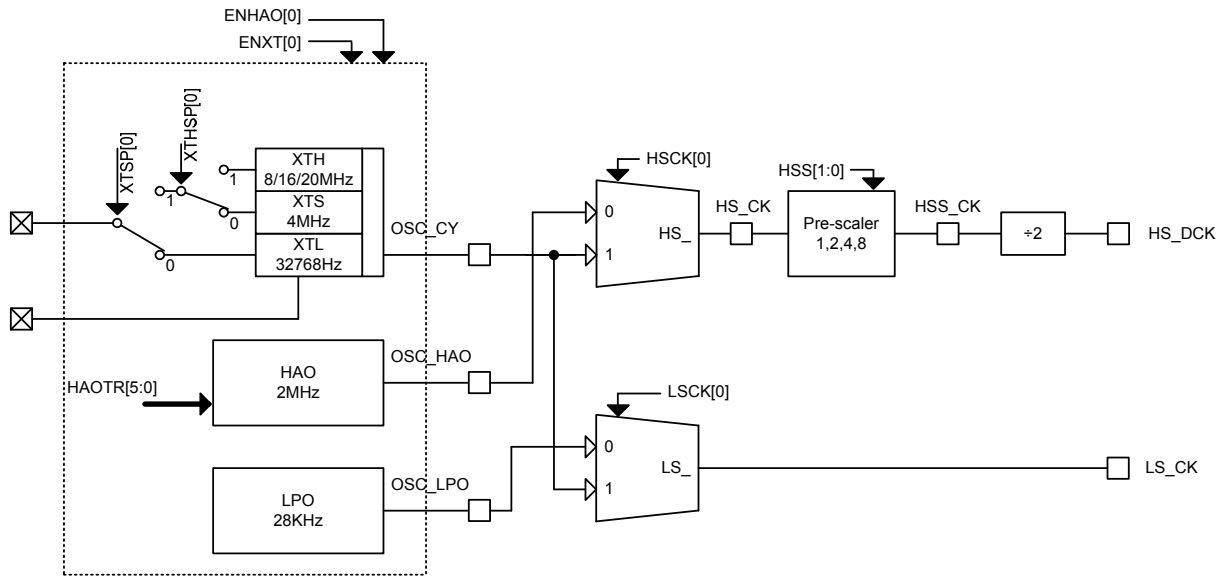 ENHAO[0]
ENXT[0]
XTSP[0]
XTHSP[0]
1
0
1
0
XTH
8/16/20MHz
XTS
4MHz
XTL
32768Hz
OSC_CY
HSCK[0]
0
1
HS_
HS_CK
HSS[1:0]
Pre-scaler
1,2,4,8
HSS_CK
÷2
HS_DCK
HAOTR[5:0]
HAO
2MHz
OSC_HAO
LSCK[0]
0
1
LS_
LS_CK
LPO
28KHz
OSC_LPO